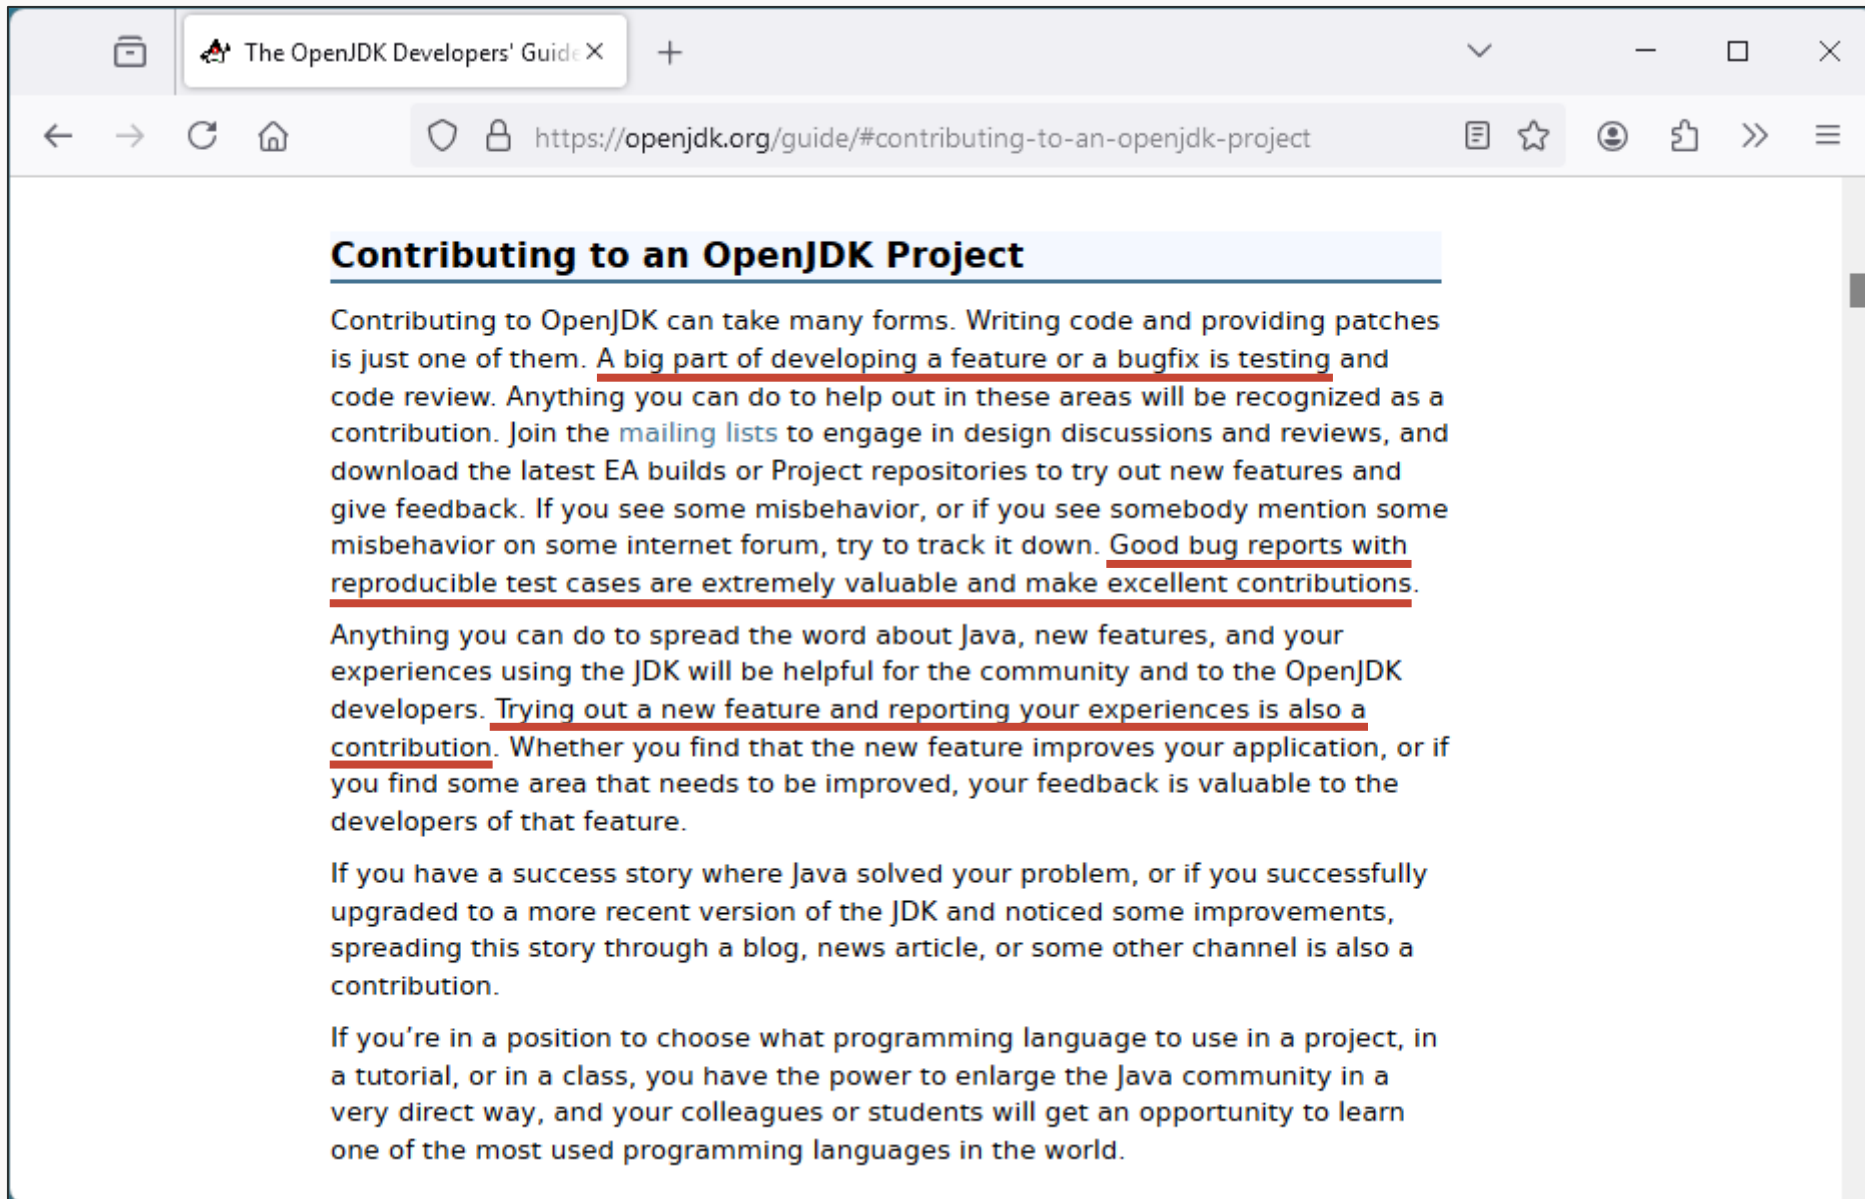 The OpenJDK Developers' Guide
https://openjdk.org/guide/#contributing-to-an-openjdk-project
Contributing to an OpenJDK Project
Contributing to OpenJDK can take many forms. Writing code and providing patches
is just one of them. A big part of developing a feature or a bugfix is testing and
code review. Anything you can do to help out in these areas will be recognized as a
contribution. Join the mailing lists to engage in design discussions and reviews, and
download the latest EA builds or Project repositories to try out new features and
give feedback. If you see some misbehavior, or if you see somebody mention some
misbehavior on some internet forum, try to track it down. Good bug reports with
reproducible test cases are extremely valuable and make excellent contributions.
Anything you can do to spread the word about Java, new features, and your
experiences using the JDK will be helpful for the community and to the OpenJDK
developers. Trying out a new feature and reporting your experiences is also a
contribution. Whether you find that the new feature improves your application, or if
you find some area that needs to be improved, your feedback is valuable to the
developers of that feature.
If you have a success story where Java solved your problem, or if you successfully
upgraded to a more recent version of the JDK and noticed some improvements,
spreading this story through a blog, news article, or some other channel is also a
contribution.
If you’re in a position to choose what programming language to use in a project, in
a tutorial, or in a class, you have the power to enlarge the Java community in a
very direct way, and your colleagues or students will get an opportunity to learn
one of the most used programming languages in the world.